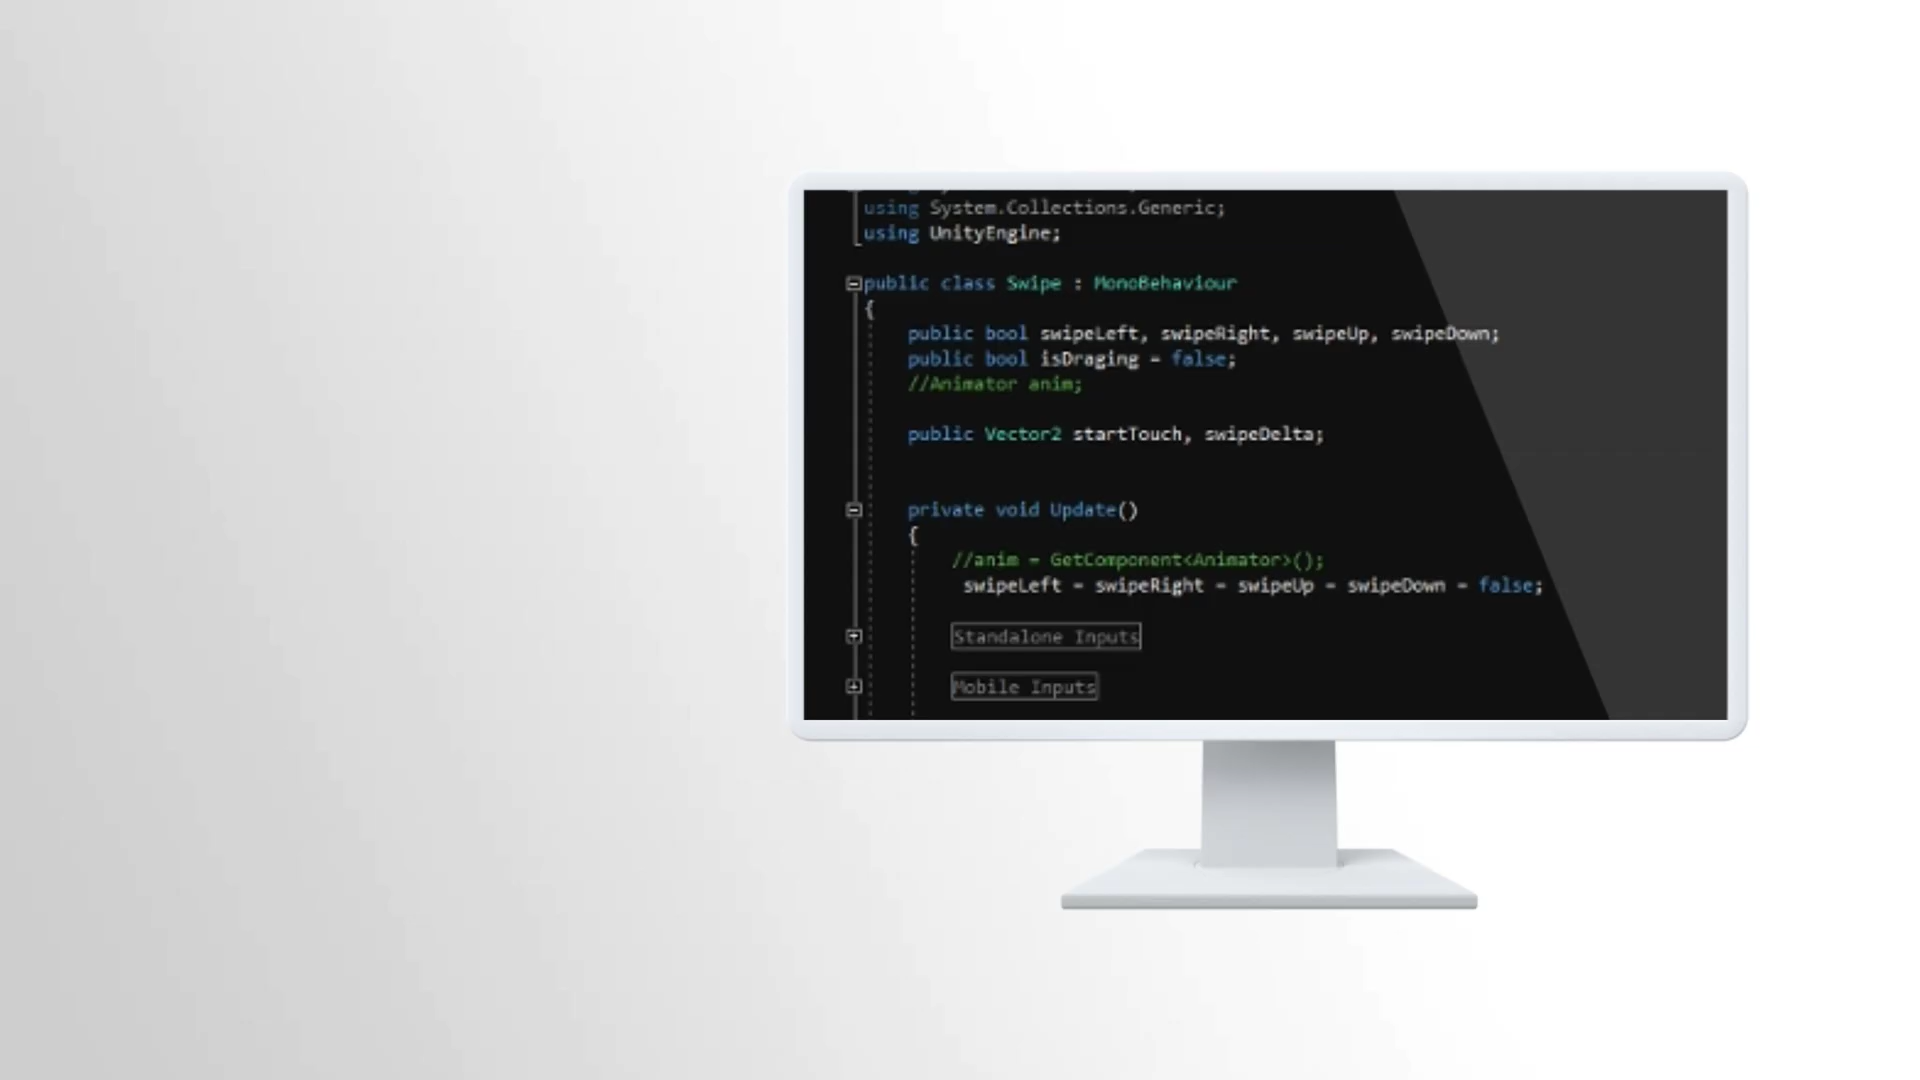 using System.Collections.Generic;
using UnityEngine;
public class Swipe : MonoBehaviour
{
public bool swipeLeft, swipeRight, swipeUp, swipeDown;
public bool isDraging = false;
//Animator anim;
public Vector2 startTouch, swipeDelta;
private void Update()
{
//anim = GetComponent<Animator>();
swipeLeft = swipeRight = swipeUp = swipeDown = false;
Standalone Inputs
Mobile Inputs